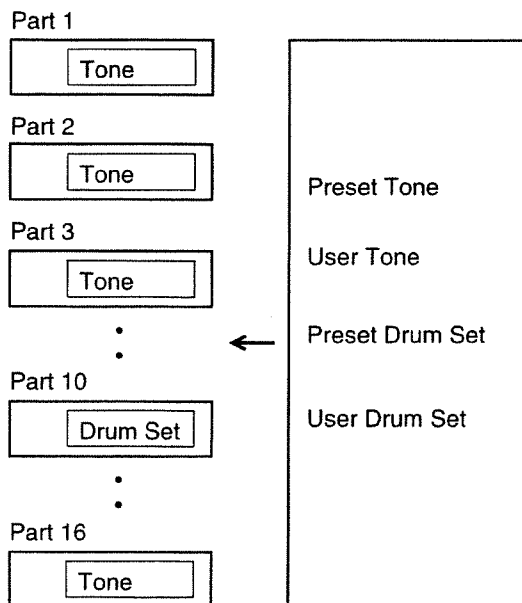 Part 1
Tone
Part 2
Tone
Part 3
Tone
Part 10
Drum Set
Part 16
Tone
Preset Tone
User Tone
Preset Drum Set
User Drum Set